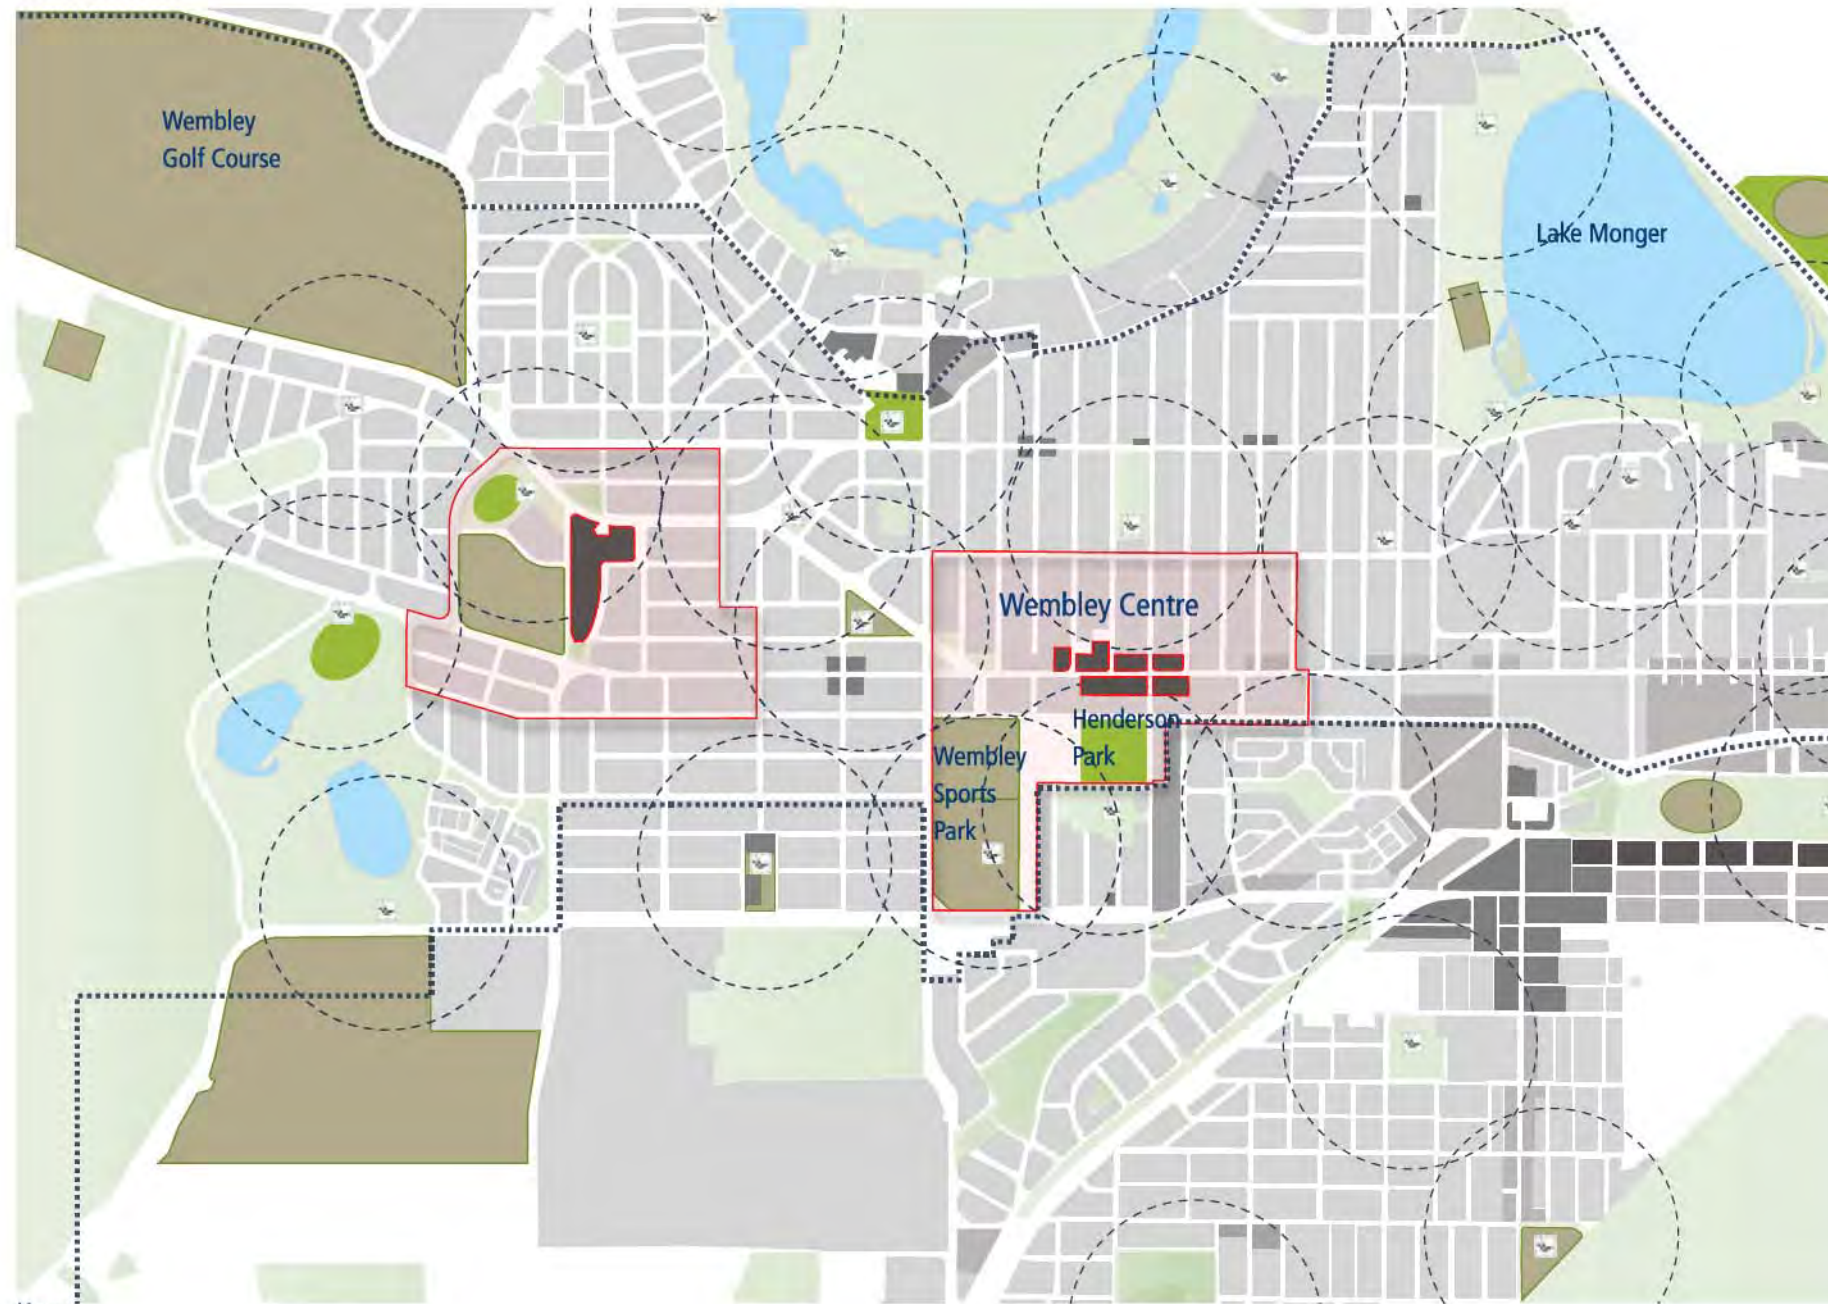 Wembley
Golf Course
Lake Monger
Wembley Centre
Henderson
Park
Wembley
Sports
Park